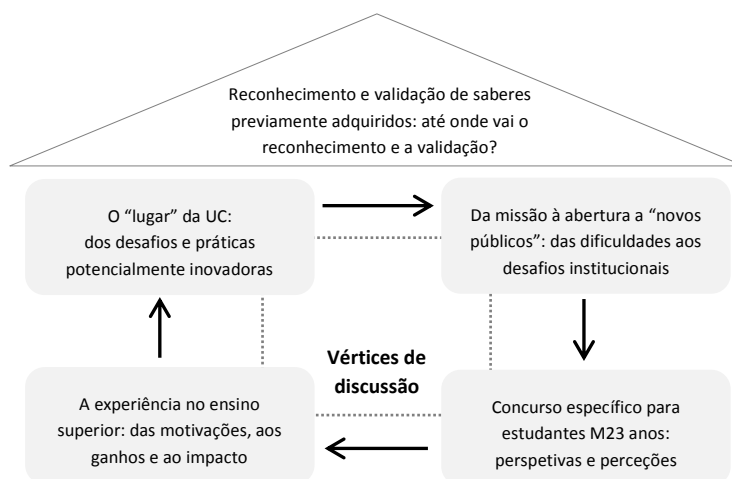 Reconhecimento e validação de saberes
previamente adquiridos: até onde vai o
reconhecimento e a validação?
O “lugar” da UC:
dos desafios e práticas
potencialmente inovadoras
Da missão à abertura a “novos
públicos”: das dificuldades aos
desafios institucionais
Vértices de
discussão
A experiência no ensino
superior: das motivações, aos
ganhos e ao impacto
Concurso específico para
estudantes M23 anos:
perspetivas e perceções